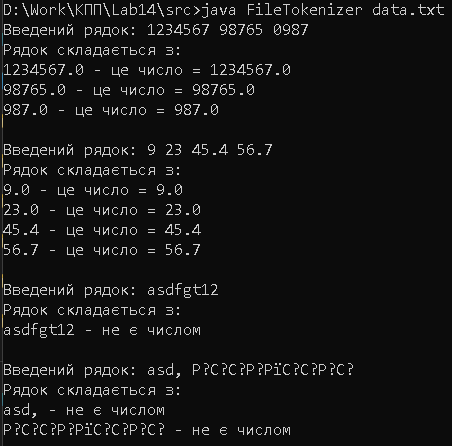 D:\Work\КПП\Lab14\src>java FileTokenizer data.txt
Введений рядок: 1234567 98765 0987
Рядок складається з:
1234567.0 - це число = 1234567.0
98765.0 - це число = 98765.0
987.0 - це число = 987.0
Введений рядок: 9 23 45.4 56.7
Рядок складається з:
9.0 - це число = 9.0
23.0 - це число = 23.0
45.4 - це число = 45.4
56.7 - це число = 56.7
Введений рядок: asdfgt12
Рядок складається з:
asdfgt12 - не є числом
Введений рядок: asd, Р?С?С?Р?РїС?С?Р?С?
Рядок складається з:
asd, - не є числом
Р?С?С?Р?РїС?С?Р?С? - не є числом